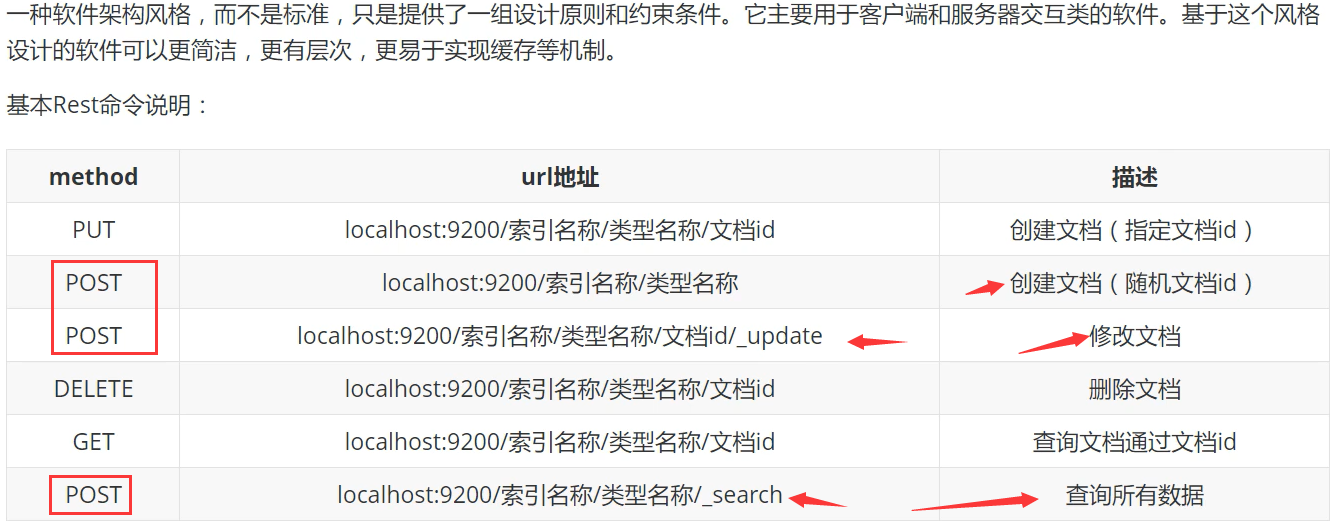 一种软件架构风格，而不是标准，只是提供了一组设计原则和约束条件。它主要用于客户端和服务器交互类的软件。基于这个风格
设计的软件可以更简洁，更有层次，更易于实现缓存等机制。
基本Rest命令说明：
method url地址 描述
PUT localhost:9200/索引名称/类型名称/文档id 创建文档（指定文档id）
POST localhost:9200/索引名称/类型名称 创建文档（随机文档id）
POST localhost:9200/索引名称/类型名称/文档id/_update 修改文档
DELETE localhost:9200/索引名称/类型名称/文档id 删除文档
GET localhost:9200/索引名称/类型名称/文档id 查询文档通过文档id
POST localhost:9200/索引名称/类型名称/_search 查询所有数据